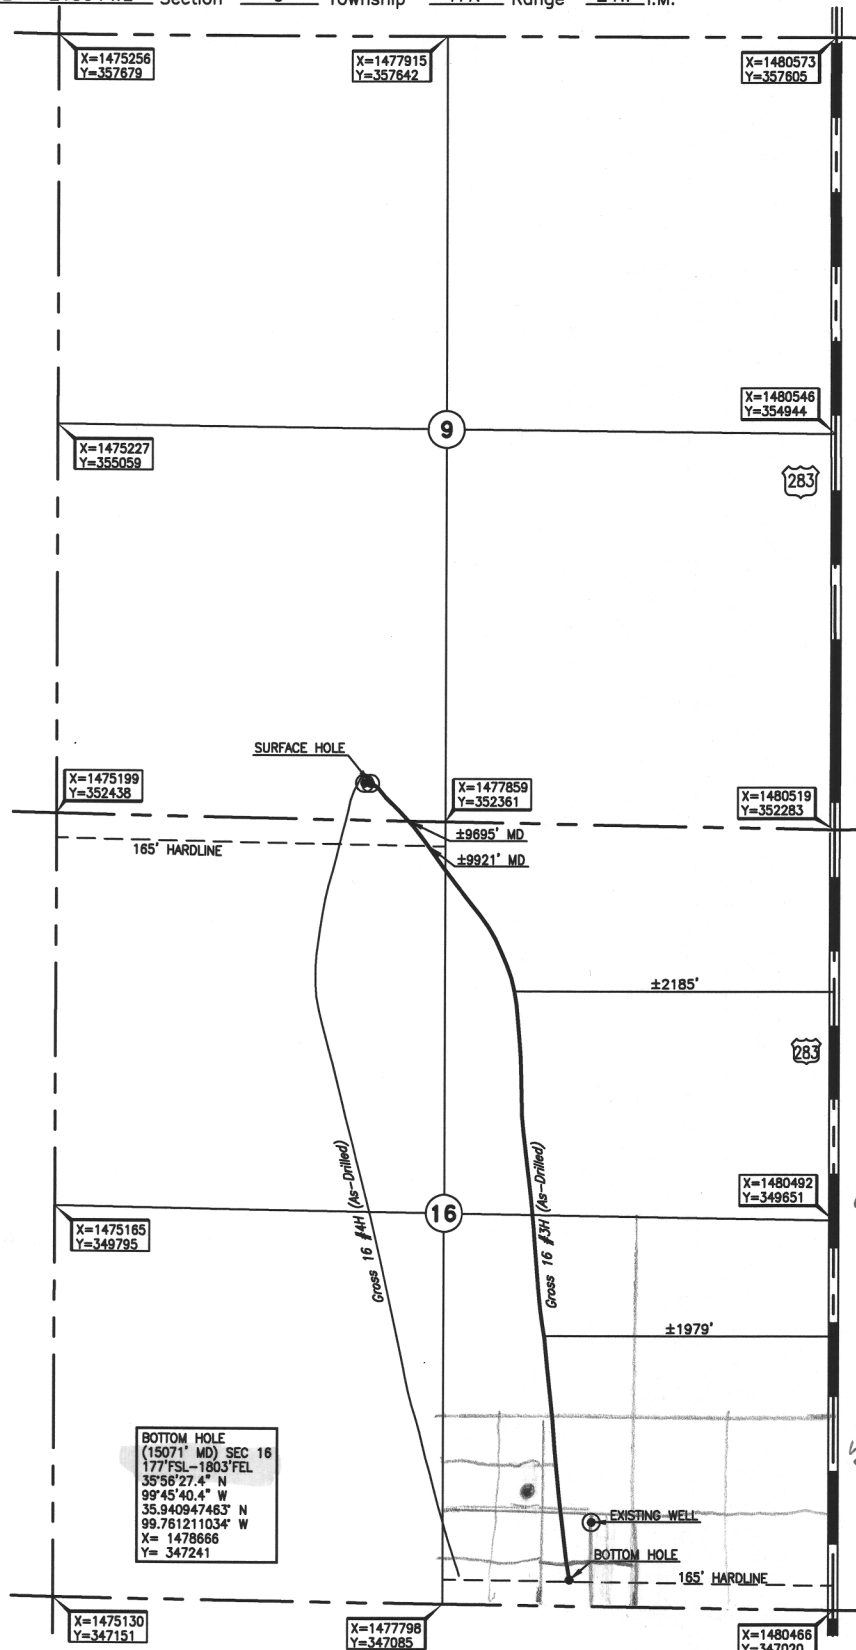 Section
Township
Range
I.M.
X=1475256
Y=357679
X=1477915
Y=357642
X=1480573
Y=357605
X=1480546
Y=354944
9
X=1475227
Y=355059
283
SURFACE HOLE
X=1475199
Y=352438
X=1477859
Y=352361
X=1480519
Y=352283
±9695' MD
165' HARDLINE
±9921' MD
±2185'
283
Gross 16 #4H (As-Drilled)
Gross 16 #3H (As-Drilled)
X=1480492
Y=349651
16
X=1475165
Y=349795
±1979'
BOTTOM HOLE
(15071' MD) SEC 16
177'FSL-1803'FEL
35°56'27.4" N
99°45'40.4" W
35.940947463° N
99.761211034° W
X= 1478666
Y= 347241
EXISTING WELL
BOTTOM HOLE
165' HARDLINE
X=1475130
Y=347151
X=1477798
Y=347085
X=1480466
Y=347020